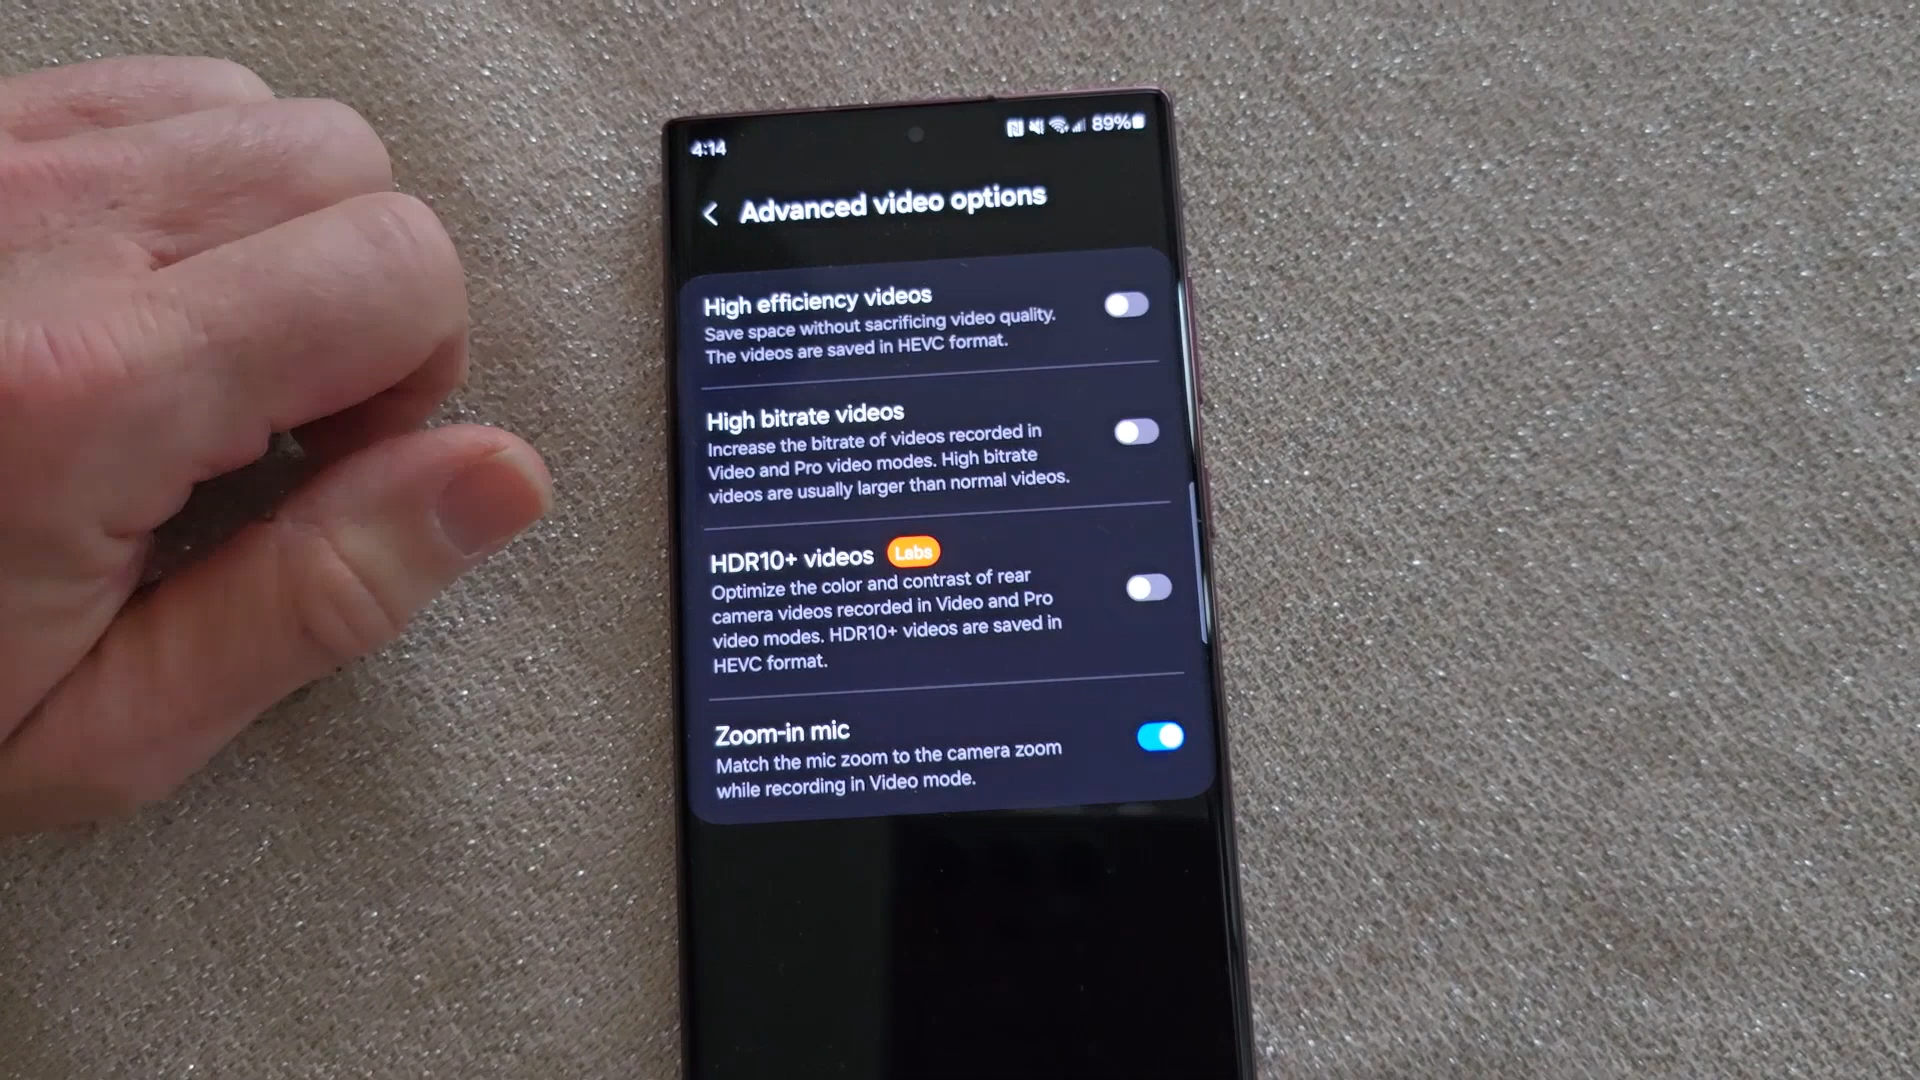 4:14
89%
Advanced video options
High efficiency videos
Save space without sacrificing video quality.
The videos are saved in HEVC format.
High bitrate videos
Increase the bitrate of videos recorded in
Video and Pro video modes. High bitrate
videos are usually larger than normal videos.
HDR10+ videos Labs
Optimize the color and contrast of rear
camera videos recorded in Video and Pro
video modes. HDR10+ videos are saved in
HEVC format.
Zoom-in mic
Match the mic zoom to the camera zoom
while recording in Video mode.